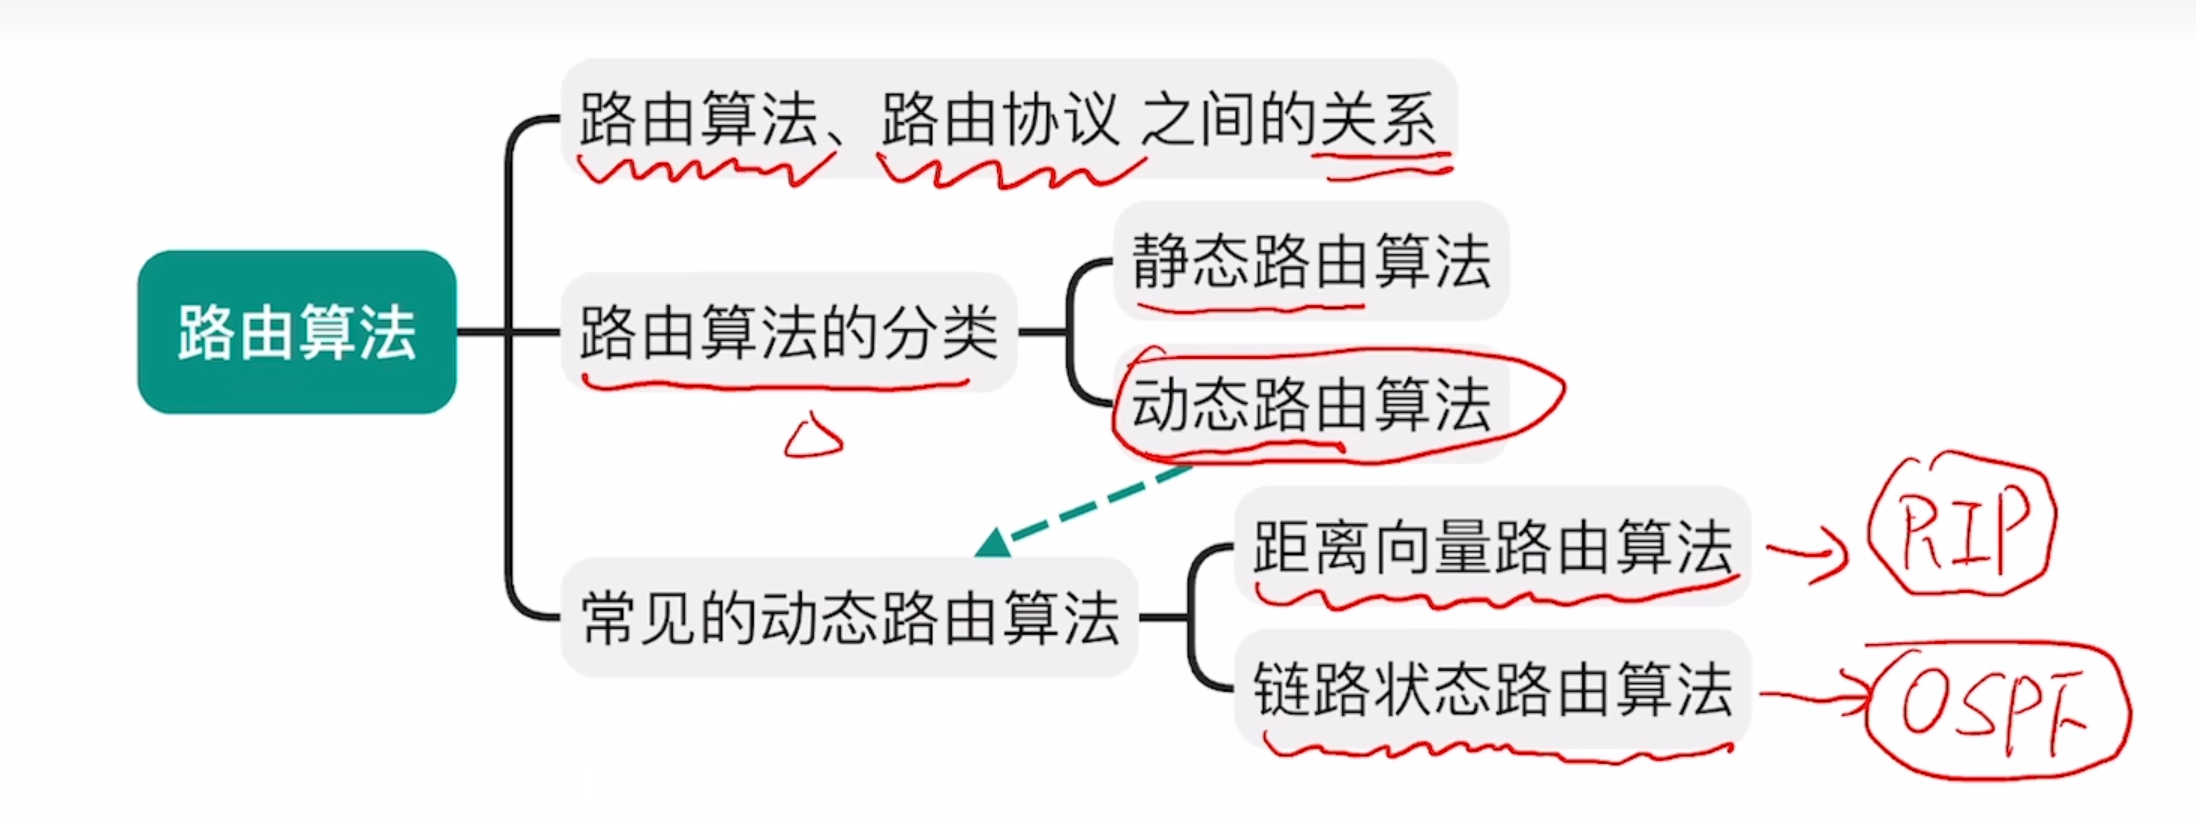 路由算法、路由协议 之间的关系
静态路由算法
路由算法
路由算法的分类
动态路由算法
RIP
距离向量路由算法
常见的动态路由算法
链路状态路由算法
OSPF